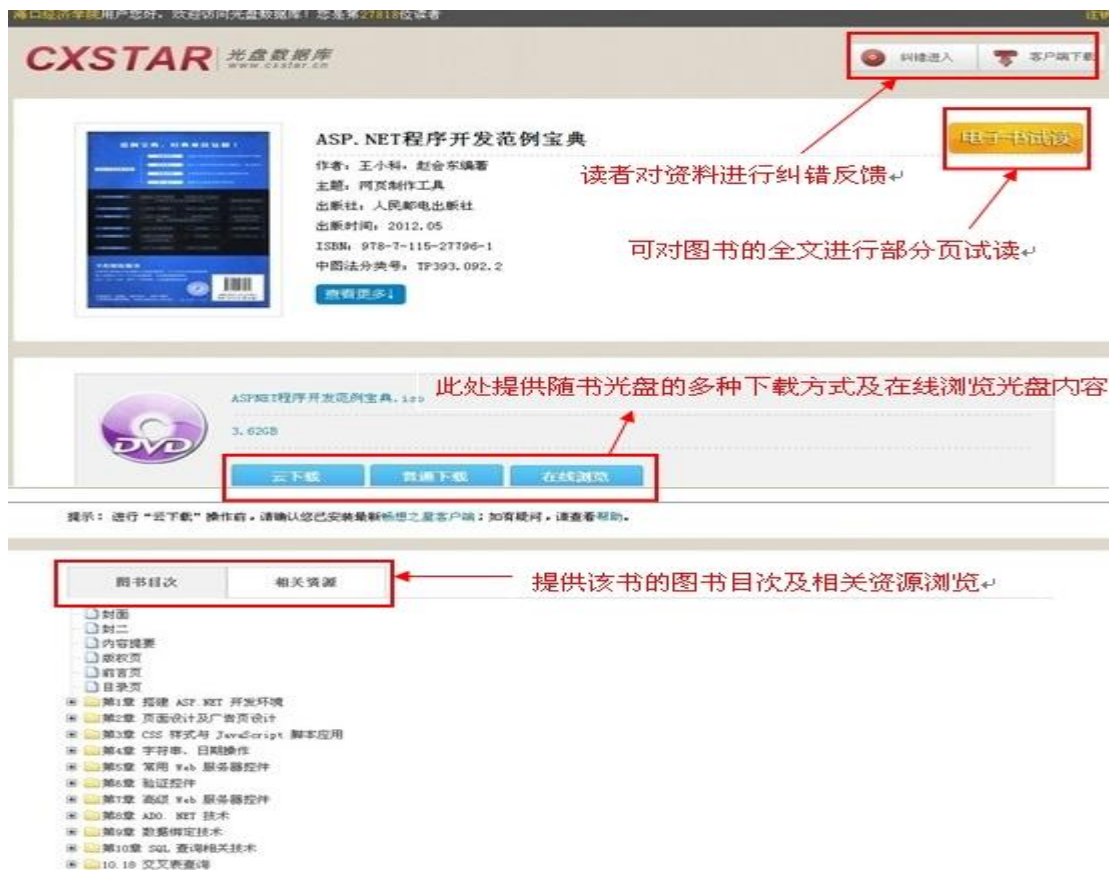 海口经济学院用户您好，欢迎访问光盘数据库！您是第27818位读者
注销
CXSTAR 光盘数据库
www.cxstar.cn
纠错进入 客户端下载
ASP.NET程序开发范例宝典
电子书试读
作者：王小科，赵会东编著
读者对资料进行纠错反馈↵
主题：网页制作工具
出版社：人民邮电出版社
出版时间：2012.05
可对图书的全文进行部分页试读↵
ISBN：978-7-115-27796-1
中图法分类号：TP393.092.2
查看更多↓
此处提供随书光盘的多种下载方式及在线浏览光盘内容
ASPNET程序开发范例宝典.iso
DVD
3.62GB
云下载 普通下载 在线浏览
提示：进行“云下载”操作前，请确认您已安装最新畅想之星客户端；如有疑问，请查看帮助。
图书目次 相关资源
提供该书的图书目次及相关资源浏览↵
封面
封二
内容提要
版权页
前言页
目录页
第1章 搭建 ASP.NET 开发环境
第2章 页面设计及广告页设计
第3章 CSS 样式与 JavaScript 脚本应用
第4章 字符串、日期操作
第5章 常用 Web 服务器控件
第6章 验证控件
第7章 高级 Web 服务器控件
第8章 ADO. NET 技术
第9章 数据绑定技术
第10章 SQL 查询相关技术
10.18 交叉表查询